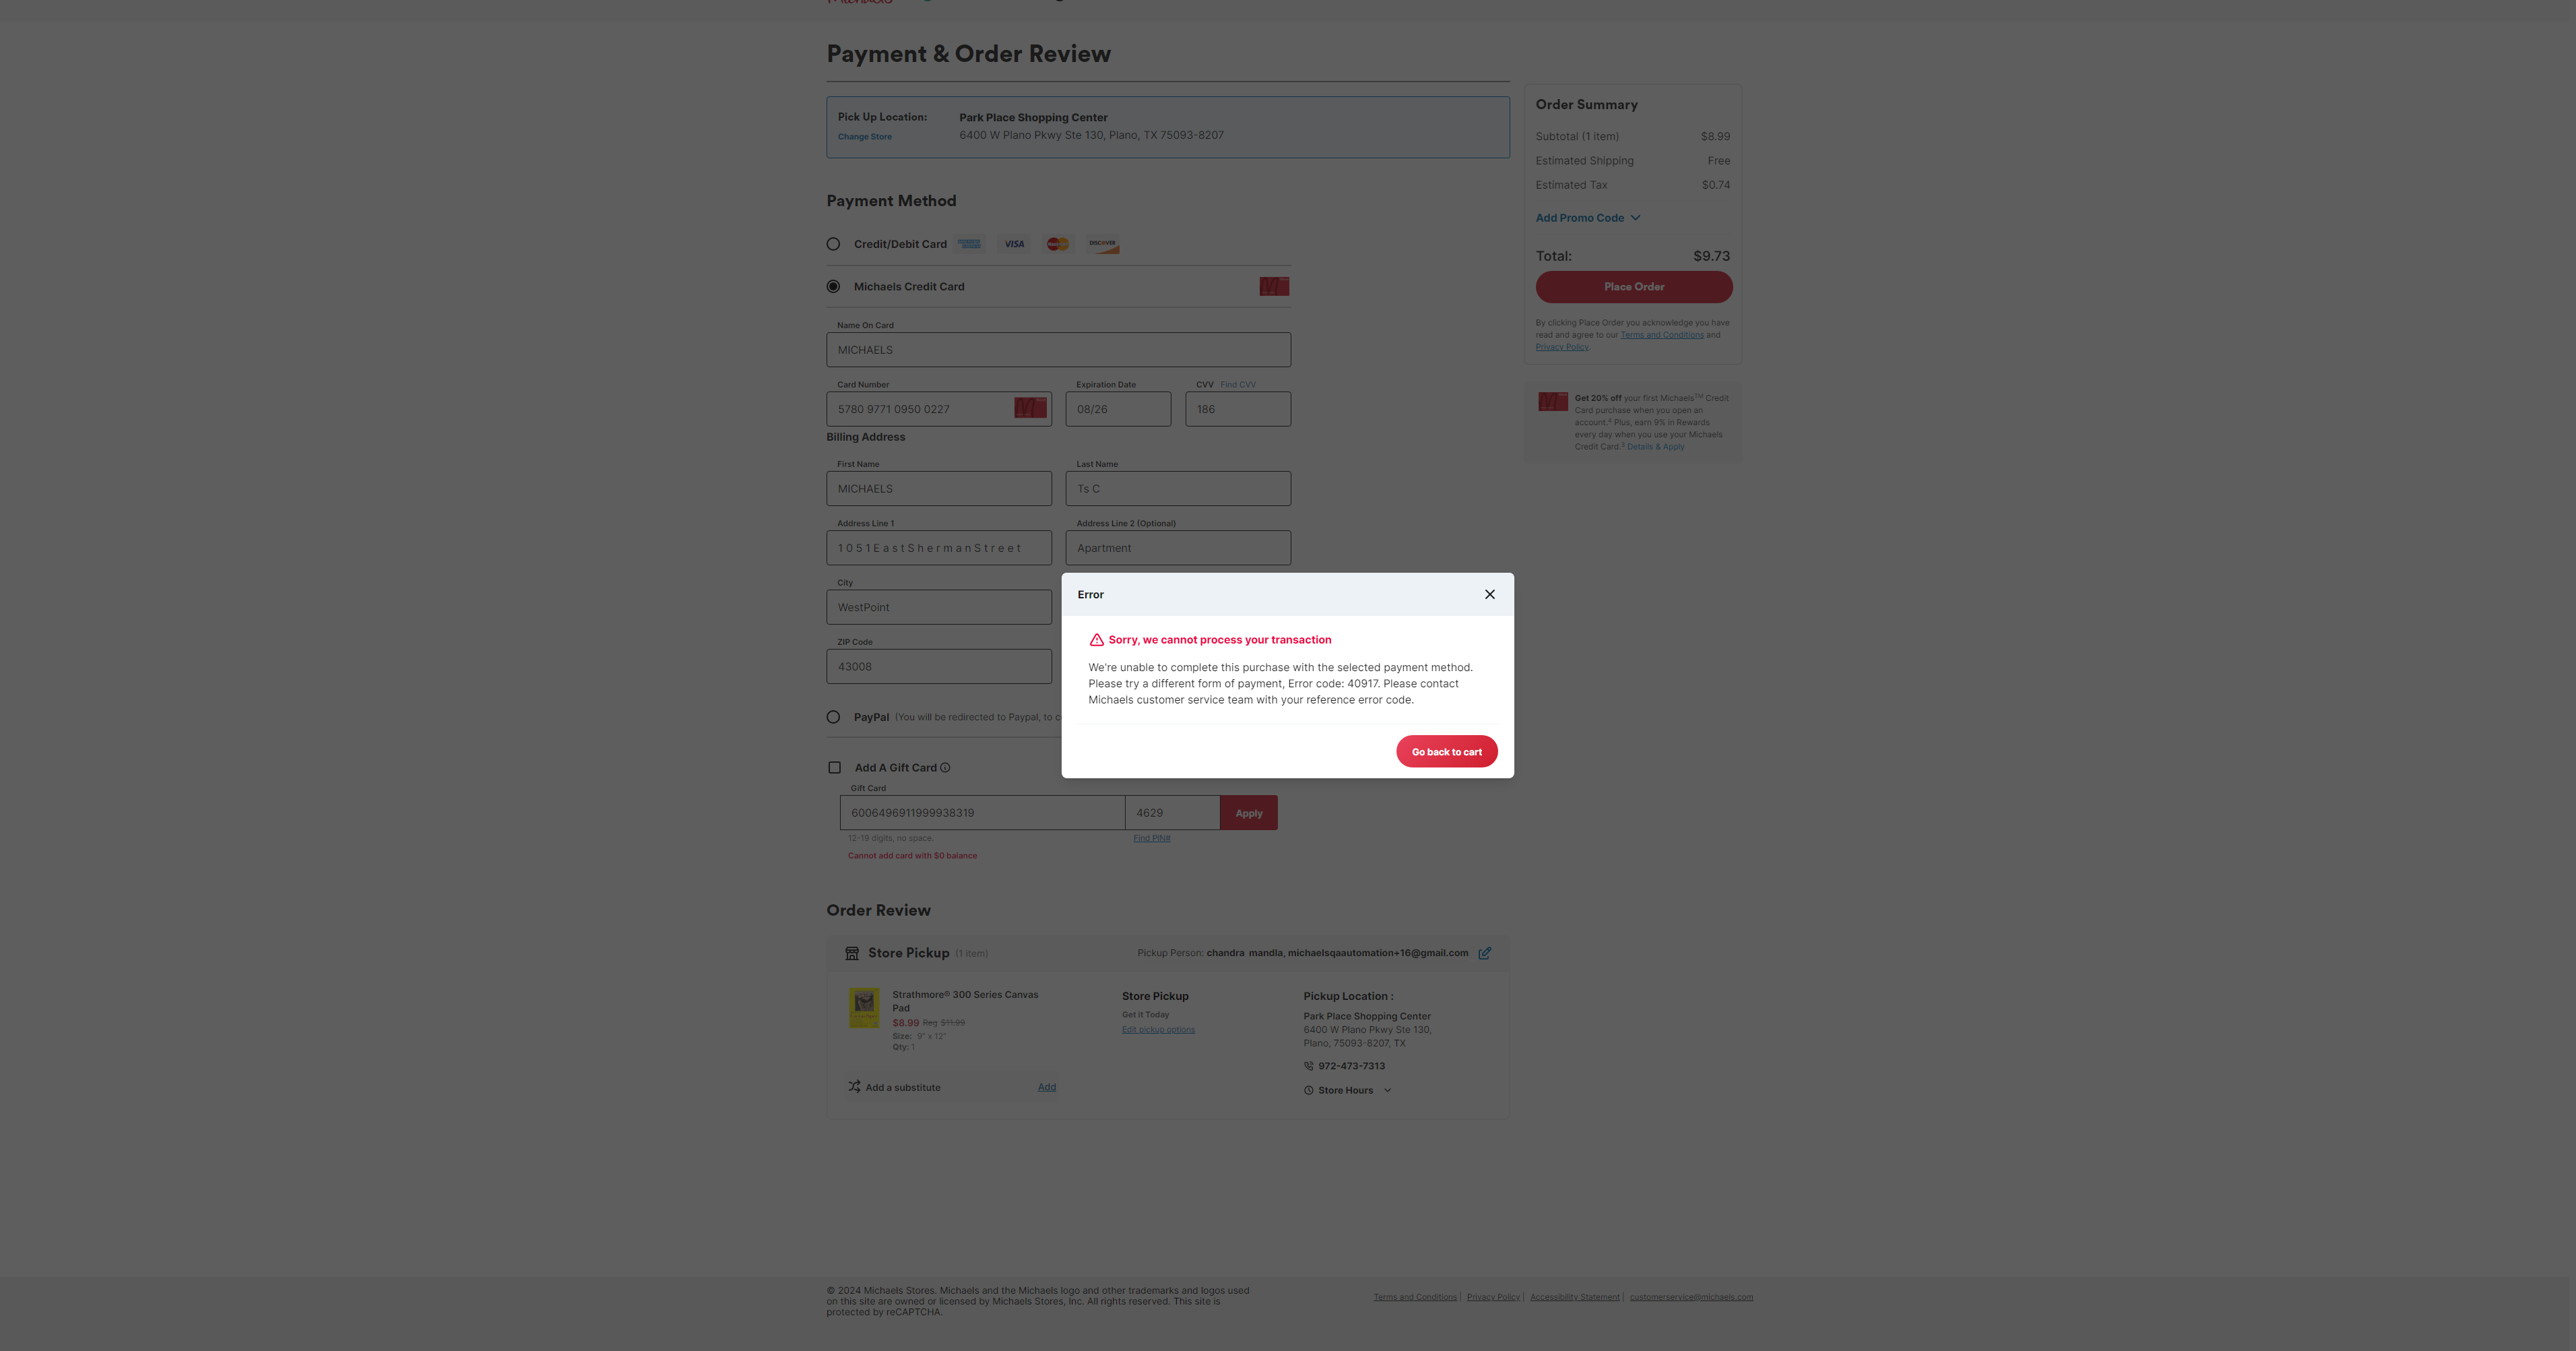 Michaels
Payment & Order Review
Pick Up Location: Park Place Shopping Center
Change Store 6400 W Plano Pkwy Ste 130, Plano, TX 75093-8207
Payment Method
Credit/Debit Card VISA DISCOVER
Michaels Credit Card
Name On Card
MICHAELS
Card Number Expiration Date CVV Find CVV
5780 9771 0950 0227 08/26 186
Billing Address
First Name Last Name
MICHAELS Ts C
Address Line 1 Address Line 2 (Optional)
1 0 5 1 E a s t S h e r m a n S t r e e t Apartment
City
WestPoint
ZIP Code
43008
PayPal (You will be redirected to Paypal, to c
Add A Gift Card
Gift Card
6006496911999938319 4629 Apply
12-19 digits, no space. Find PIN#
Cannot add card with $0 balance
Error
Sorry, we cannot process your transaction
We're unable to complete this purchase with the selected payment method.
Please try a different form of payment, Error code: 40917. Please contact
Michaels customer service team with your reference error code.
Go back to cart
Order Summary
Subtotal (1 item) $8.99
Estimated Shipping Free
Estimated Tax $0.74
Add Promo Code
Total: $9.73
Place Order
By clicking Place Order you acknowledge you have
read and agree to our Terms and Conditions and
Privacy Policy.
Get 20% off your first Michaels™ Credit
Card purchase when you open an
account.² Plus, earn 9% in Rewards
every day when you use your Michaels
Credit Card.³ Details & Apply
Order Review
Store Pickup (1 item) Pickup Person: chandra mandla, michaelsqaautomation+16@gmail.com
Strathmore® 300 Series Canvas
Pad
$8.99 Reg $11.99
Size: 9" x 12"
Qty: 1
Add a substitute Add
Store Pickup
Get it Today
Edit pickup options
Pickup Location :
Park Place Shopping Center
6400 W Plano Pkwy Ste 130,
Plano, 75093-8207, TX
972-473-7313
Store Hours
© 2024 Michaels Stores. Michaels and the Michaels logo and other trademarks and logos used
on this site are owned or licensed by Michaels Stores, Inc. All rights reserved. This site is
protected by reCAPTCHA.
Terms and Conditions | Privacy Policy | Accessibility Statement | customerservice@michaels.com